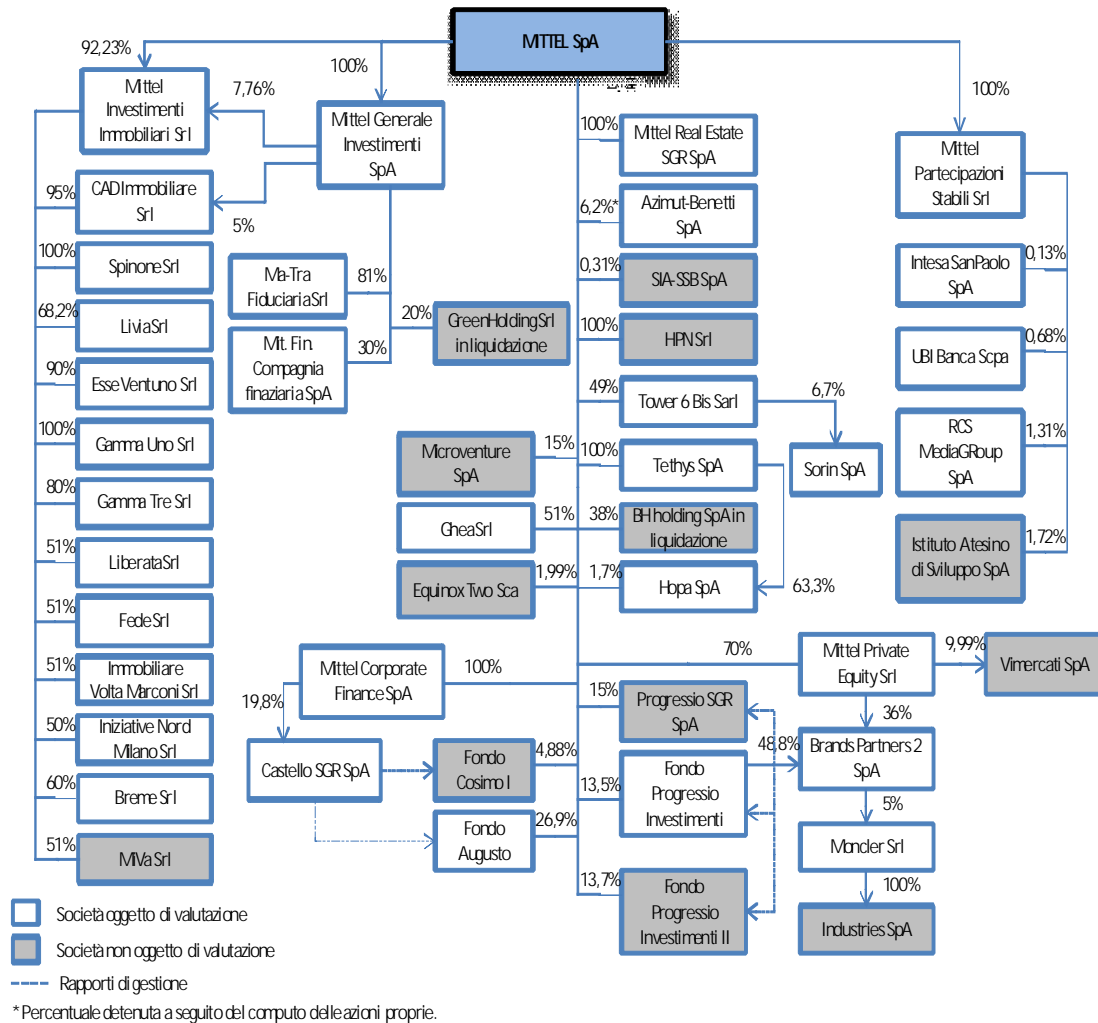 MITTEL SpA
92,23%
100%
100%
Mittel
Investimenti
Immobiliari Srl
7,76%
Mittel Generale
Investimenti
SpA
100%
Mittel Real Estate
SGR SpA
Mittel
Partecipazioni
Stabili Srl
95%
CAD Immobiliare
Srl
5%
6,2%*
Azimut-Benetti
SpA
100%
Spinone Srl
Ma-Tra
Fiduciaria Srl
81%
0,31%
SIA-SSB SpA
Intesa SanPaolo
SpA
0,13%
68,2%
Livia Srl
20%
GreenHolding Srl
in liquidazione
100%
HPN Srl
UBI Banca Scpa
0,68%
Mit. Fin.
Compagnia
finaziaria SpA
30%
90%
Esse Ventuno Srl
49%
Tower 6 Bis Sarl
6,7%
100%
Gamma Uno Srl
Microventure
SpA
15%
100%
Tethys SpA
Sorin SpA
RCS
MediaGRoup
SpA
1,31%
80%
Gamma Tre Srl
Ghea Srl
51%
38%
BH holding SpA in
liquidazione
51%
Liberata Srl
Istituto Atesino
di Sviluppo SpA
1,72%
Equinox Two Sca
1,99%
1,7%
Hopa SpA
63,3%
51%
Fede Srl
51%
Immobiliare
Volta Marconi Srl
Mittel Corporate
Finance SpA
100%
70%
Mittel Private
Equity Srl
9,99%
Vimercati SpA
19,8%
15%
Progressio SGR
SpA
36%
50%
Iniziative Nord
Milano Srl
Castello SGR SpA
Fondo
Cosimo I
4,88%
48,8%
Brands Partners 2
SpA
60%
Breme Srl
13,5%
Fondo
Progressio
Investimenti
5%
Fondo
Augusto
26,9%
Moncler Srl
51%
MiVa Srl
13,7%
Fondo
Progressio
Investimenti II
100%
Industries SpA
Società oggetto di valutazione
Società non oggetto di valutazione
Rapporti di gestione
* Percentuale detenuta a seguito del computo delle azioni proprie.